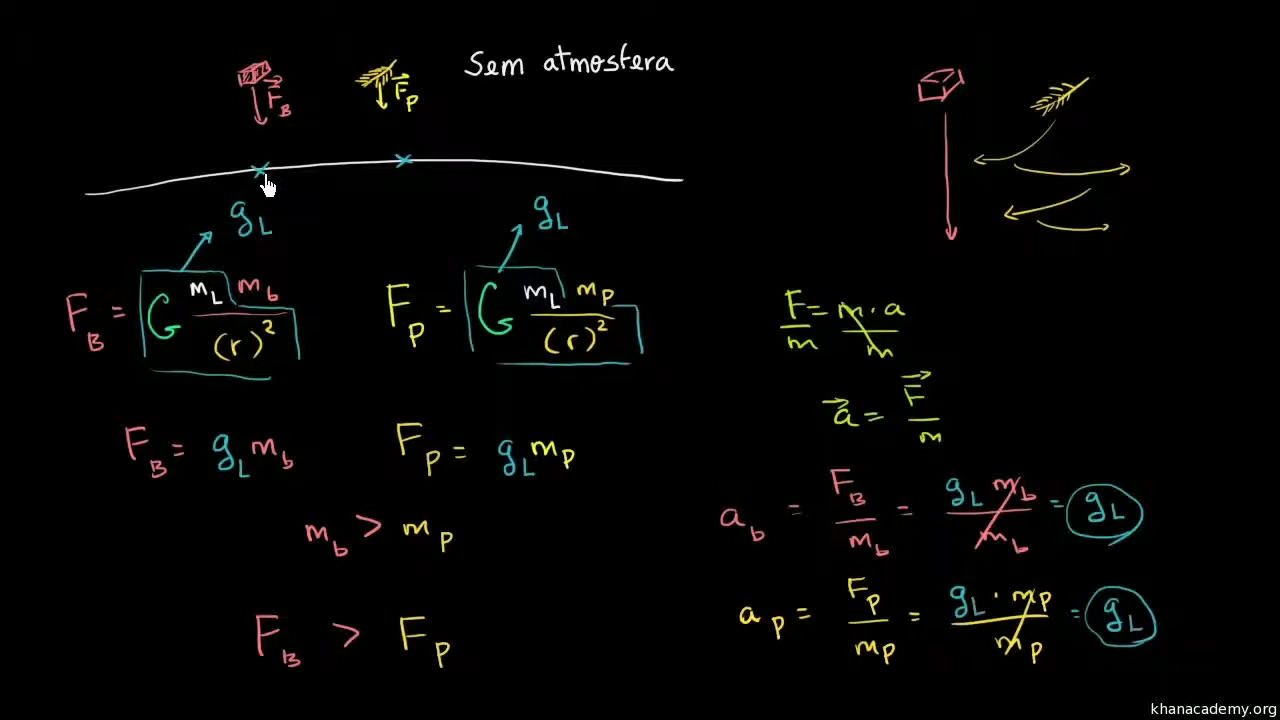 Sem atmosfera
F⃗_B
F⃗_P
g_L
g_L
F_B = G m_L m_b / (r)²
F_P = G m_L m_P / (r)²
F/m = m · a / m
a⃗ = F⃗ / m
F_B = g_L m_b
F_P = g_L m_P
m_b > m_P
F_B > F_P
a_b = F_B / m_b = g_L m_b / m_b = g_L
a_P = F_P / m_P = g_L · m_P / m_P = g_L
khanacademy.org